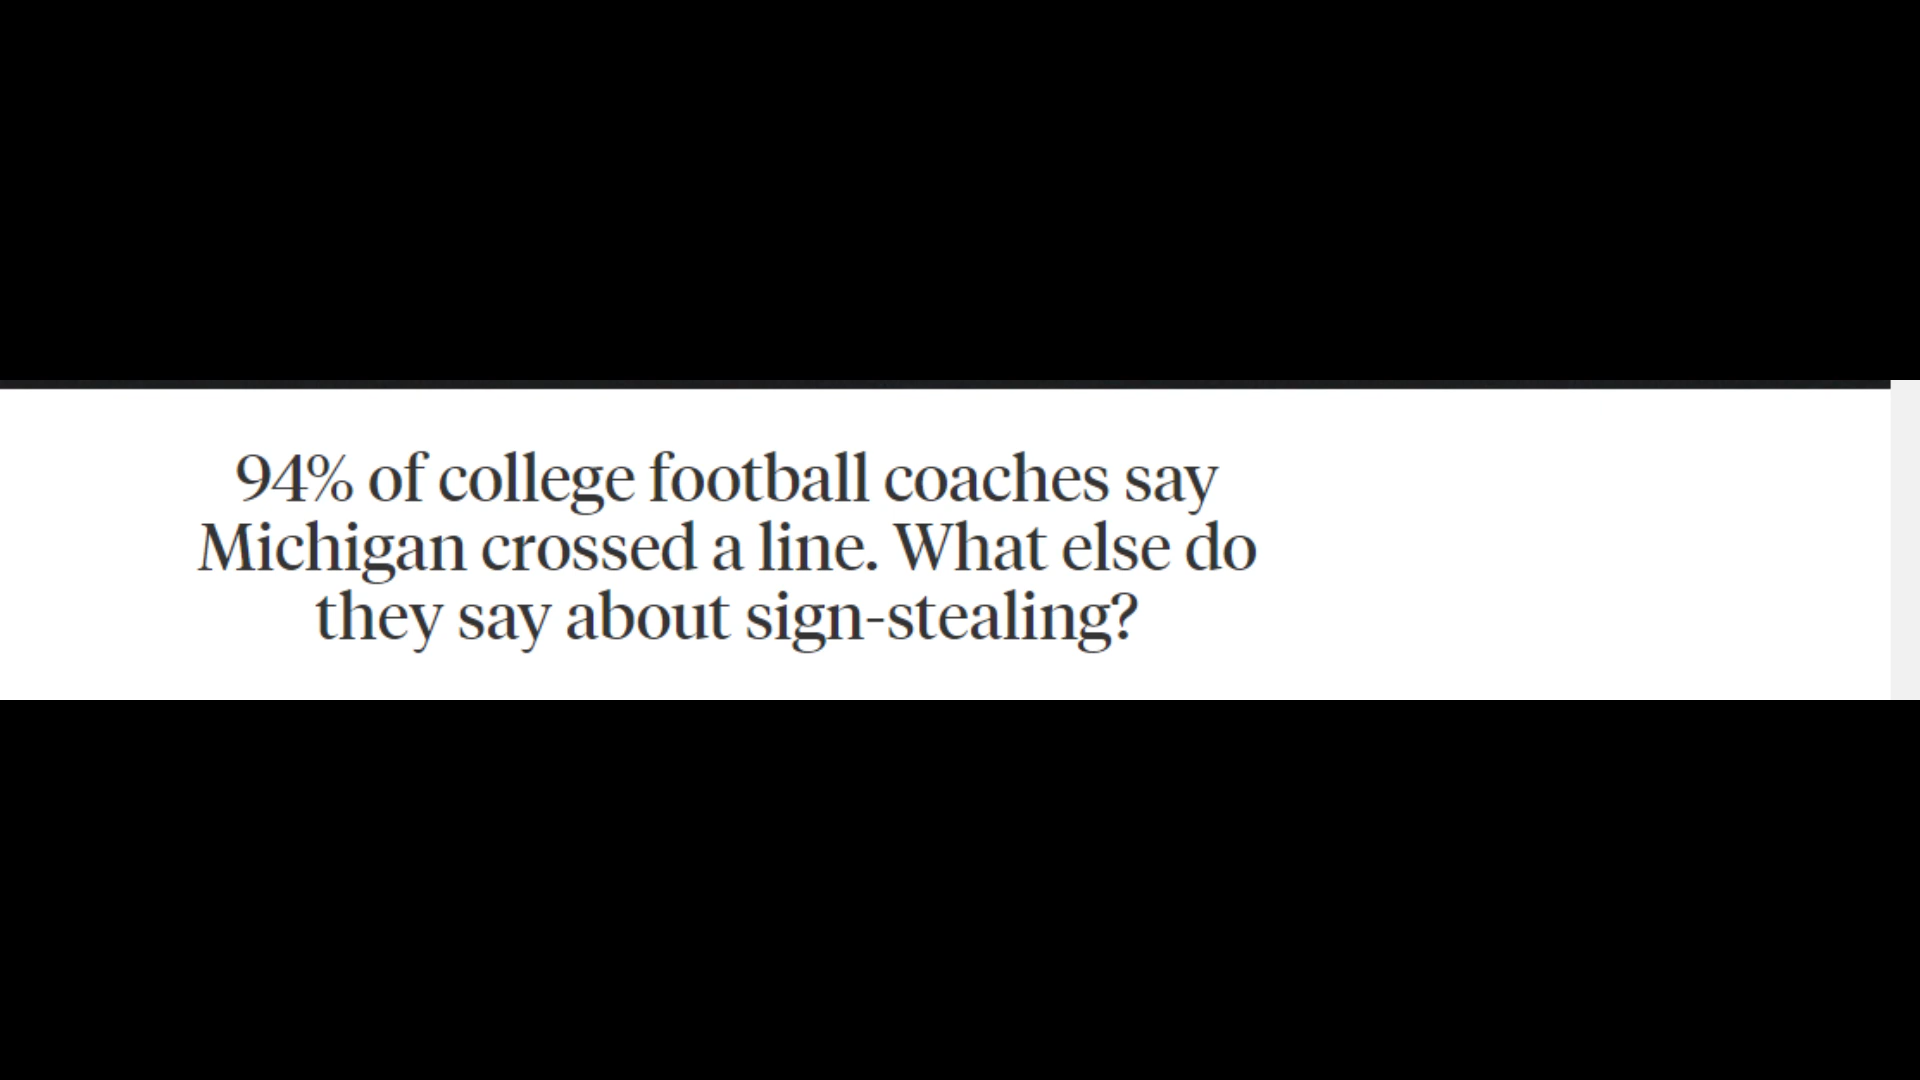 94% of college football coaches say
Michigan crossed a line. What else do
they say about sign-stealing?